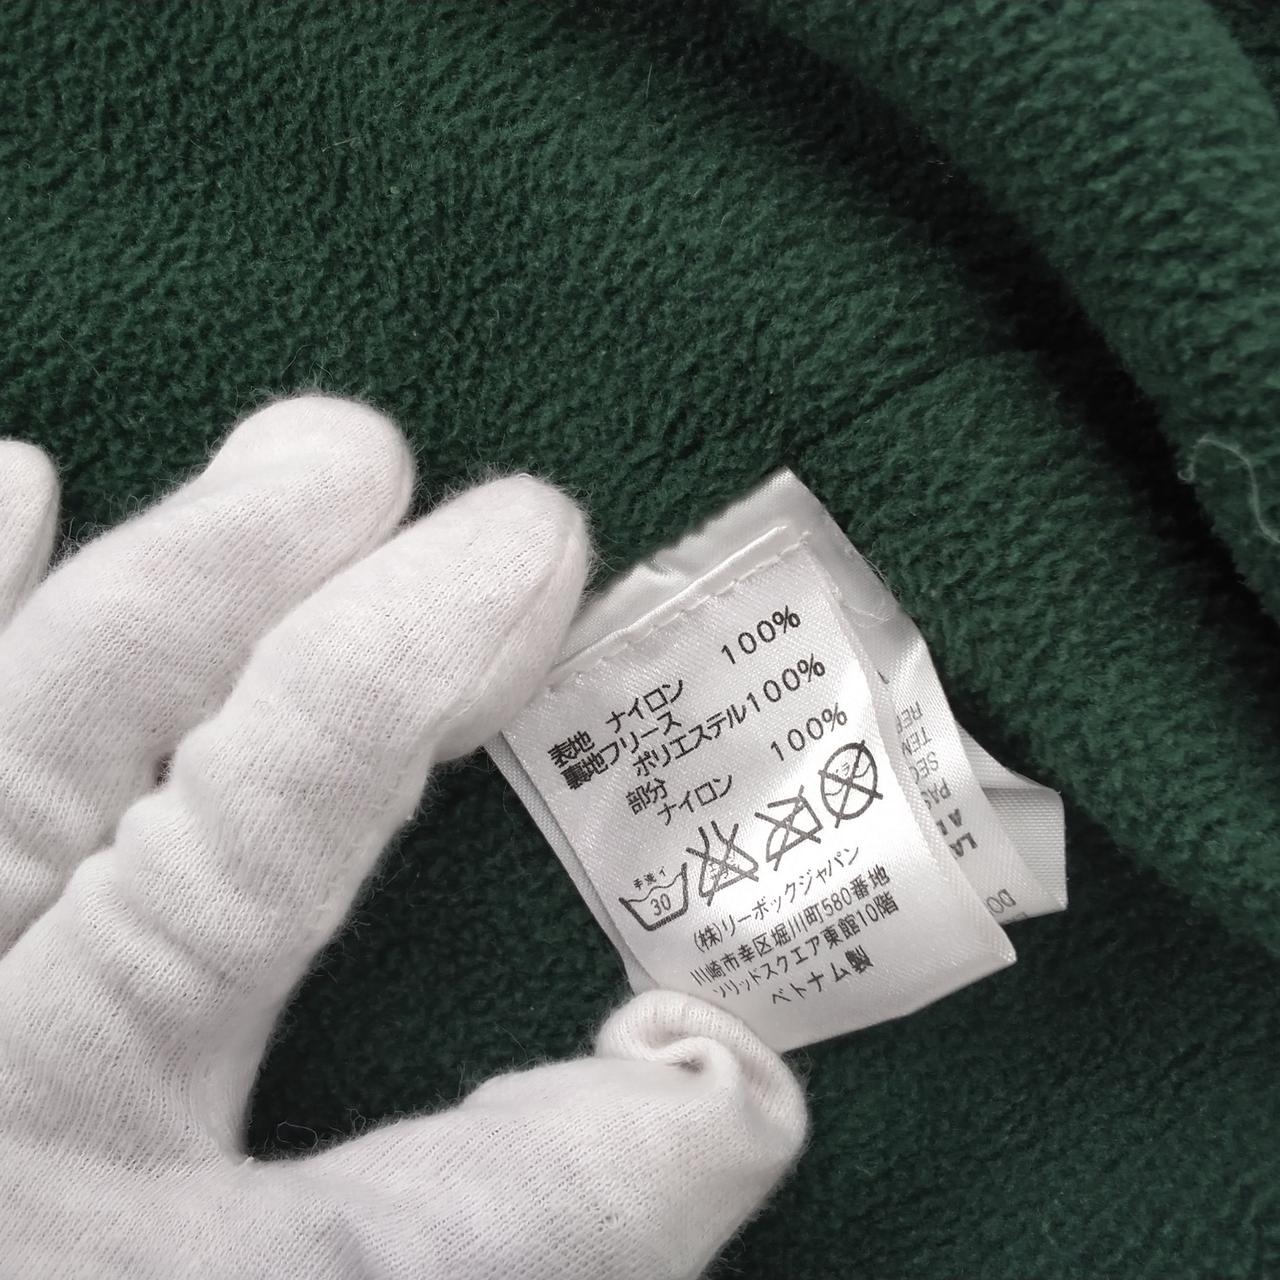 表地 ナイロン 100%
裏地フリース
ポリエステル100%
部分
ナイロン 100%
手洗イ
30
(株)リーボックジャパン
川崎市幸区堀川町580番地
ソリッドスクエア東館10階
ベトナム製